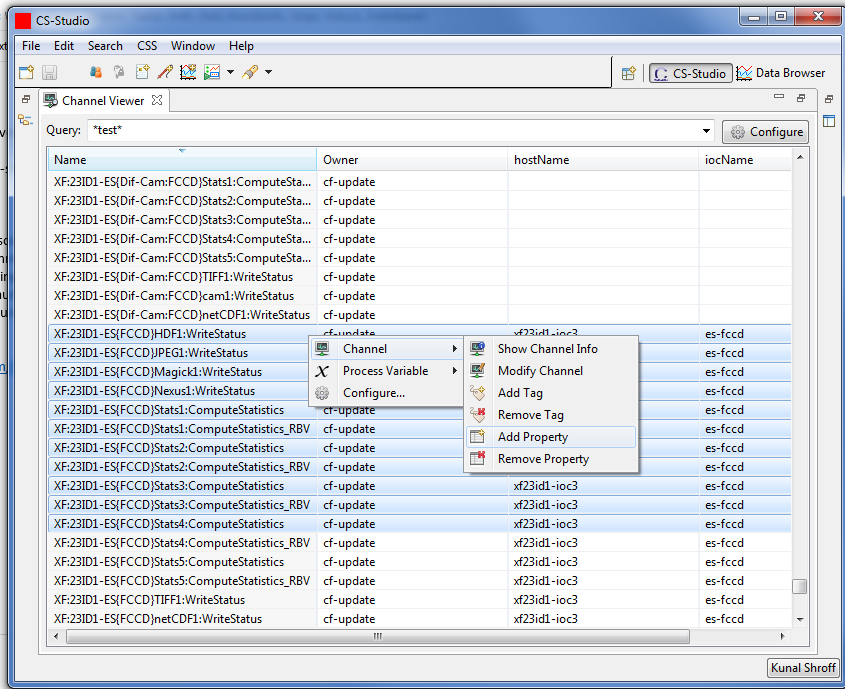 CS-Studio
File Edit Search CSS Window Help
CS-Studio Data Browser
Channel Viewer
Query: *test* Configure
Name Owner hostName iocName
XF:23ID1-ES{Dif-Cam:FCCD}Stats1:ComputeSta... cf-update
XF:23ID1-ES{Dif-Cam:FCCD}Stats2:ComputeSta... cf-update
XF:23ID1-ES{Dif-Cam:FCCD}Stats3:ComputeSta... cf-update
XF:23ID1-ES{Dif-Cam:FCCD}Stats4:ComputeSta... cf-update
XF:23ID1-ES{Dif-Cam:FCCD}Stats5:ComputeSta... cf-update
XF:23ID1-ES{Dif-Cam:FCCD}TIFF1:WriteStatus cf-update
XF:23ID1-ES{Dif-Cam:FCCD}cam1:WriteStatus cf-update
XF:23ID1-ES{Dif-Cam:FCCD}netCDF1:WriteStatus cf-update
XF:23ID1-ES{FCCD}HDF1:WriteStatus cf-update xf23id1-ioc3 es-fccd
XF:23ID1-ES{FCCD}JPEG1:WriteStatus Channel Show Channel Info es-fccd
XF:23ID1-ES{FCCD}Magick1:WriteStatus Process Variable Modify Channel es-fccd
XF:23ID1-ES{FCCD}Nexus1:WriteStatus Configure... Add Tag es-fccd
XF:23ID1-ES{FCCD}Stats1:ComputeStatistics cf-update Remove Tag es-fccd
XF:23ID1-ES{FCCD}Stats1:ComputeStatistics_RBV cf-update Add Property es-fccd
XF:23ID1-ES{FCCD}Stats2:ComputeStatistics cf-update Remove Property es-fccd
XF:23ID1-ES{FCCD}Stats2:ComputeStatistics_RBV cf-update es-fccd
XF:23ID1-ES{FCCD}Stats3:ComputeStatistics cf-update xf23id1-ioc3 es-fccd
XF:23ID1-ES{FCCD}Stats3:ComputeStatistics_RBV cf-update xf23id1-ioc3 es-fccd
XF:23ID1-ES{FCCD}Stats4:ComputeStatistics cf-update xf23id1-ioc3 es-fccd
XF:23ID1-ES{FCCD}Stats4:ComputeStatistics_RBV cf-update xf23id1-ioc3 es-fccd
XF:23ID1-ES{FCCD}Stats5:ComputeStatistics cf-update xf23id1-ioc3 es-fccd
XF:23ID1-ES{FCCD}Stats5:ComputeStatistics_RBV cf-update xf23id1-ioc3 es-fccd
XF:23ID1-ES{FCCD}TIFF1:WriteStatus cf-update xf23id1-ioc3 es-fccd
XF:23ID1-ES{FCCD}netCDF1:WriteStatus cf-update xf23id1-ioc3 es-fccd
Kunal Shroff